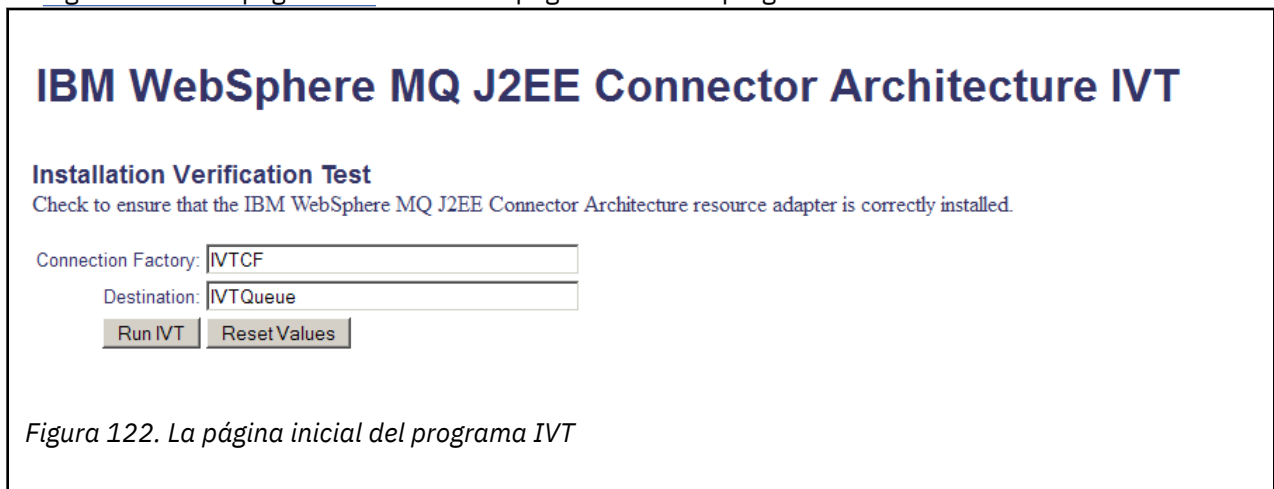 IBM WebSphere MQ J2EE Connector Architecture IVT
Installation Verification Test
Check to ensure that the IBM WebSphere MQ J2EE Connector Architecture resource adapter is correctly installed.
Connection Factory: IVTCF
Destination: IVTQueue
Run IVT Reset Values
Figura 122. La página inicial del programa IVT